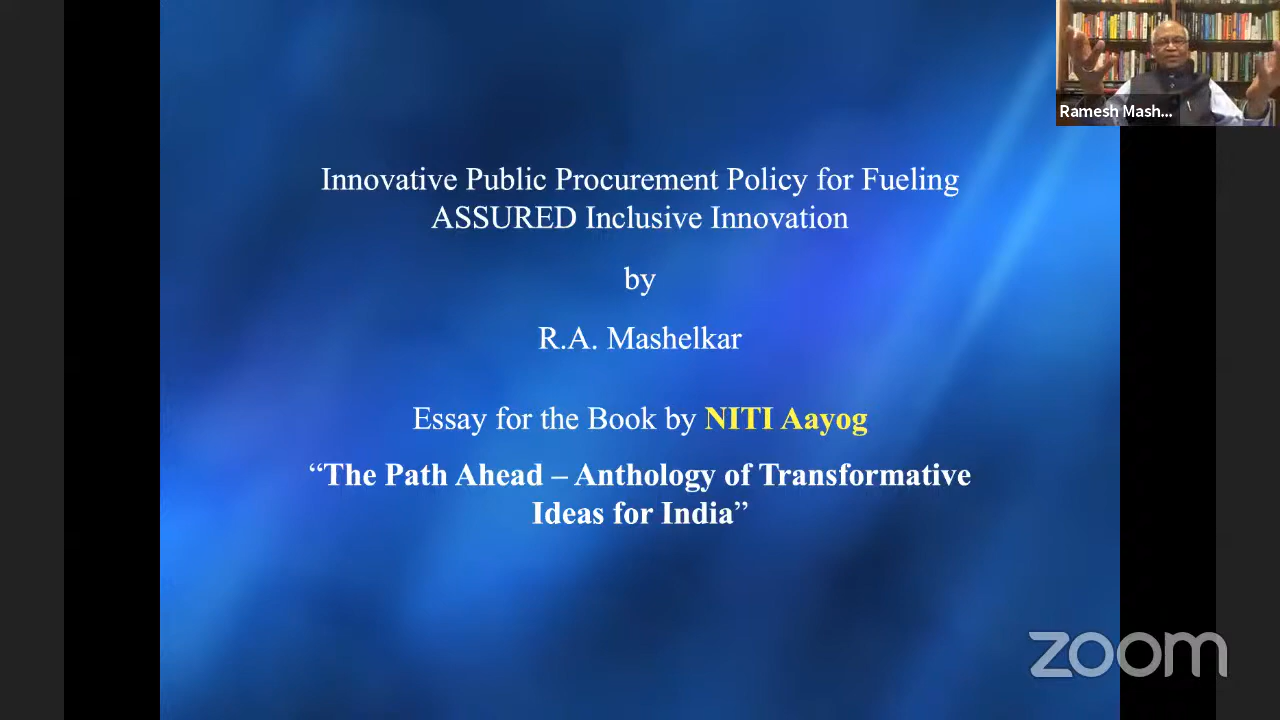 Ramesh Mash...
Innovative Public Procurement Policy for Fueling
ASSURED Inclusive Innovation
by
R.A. Mashelkar
Essay for the Book by NITI Aayog
“The Path Ahead – Anthology of Transformative
Ideas for India”
zoom